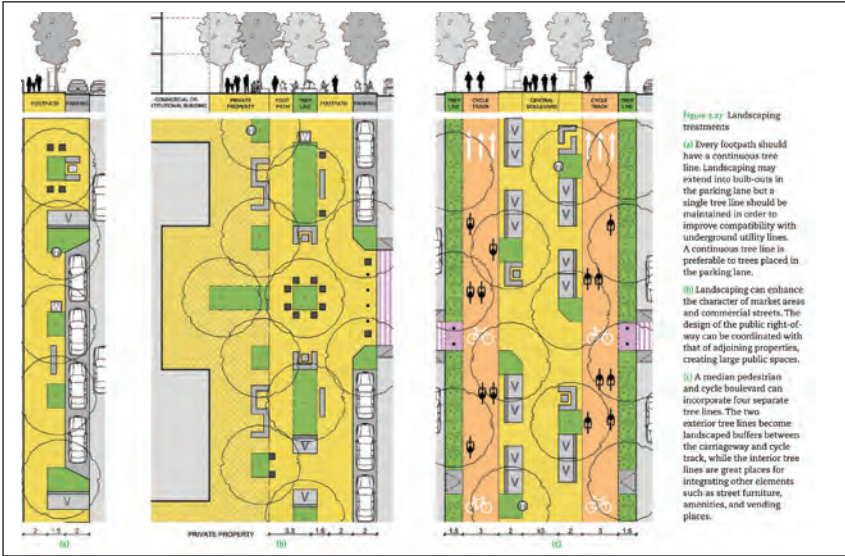 FOOTPATH PARKING
COMMERCIAL OR
INSTITUTIONAL BUILDING
PRIVATE
PROPERTY
FOOT
PATH
TREE
LINE
FOOTPATH
PARKING
TREE
LINE
CYCLE
TRACK
CENTRAL
BOULEVARD
CYCLE
TRACK
TREE
LINE
Figure 2.27 Landscaping
treatments
(a) Every footpath should
have a continuous tree
line. Landscaping may
extend into bulb-outs in
the parking lane but a
single tree line should be
maintained in order to
improve compatibility with
underground utility lines.
A continuous tree line is
preferable to trees placed in
the parking lane.
(b) Landscaping can enhance
the character of market areas
and commercial streets. The
design of the public right-of-
way can be coordinated with
that of adjoining properties,
creating large public spaces.
(c) A median pedestrian
and cycle boulevard can
incorporate four separate
tree lines. The two
exterior tree lines become
landscaped buffers between
the carriageway and cycle
track, while the interior tree
lines are great places for
integrating other elements
such as street furniture,
amenities, and vending
places.
2 1.5 2
(a)
PRIVATE PROPERTY
1.5 2 2
(b)
1.5 3 2 2 3 1.5
(c)